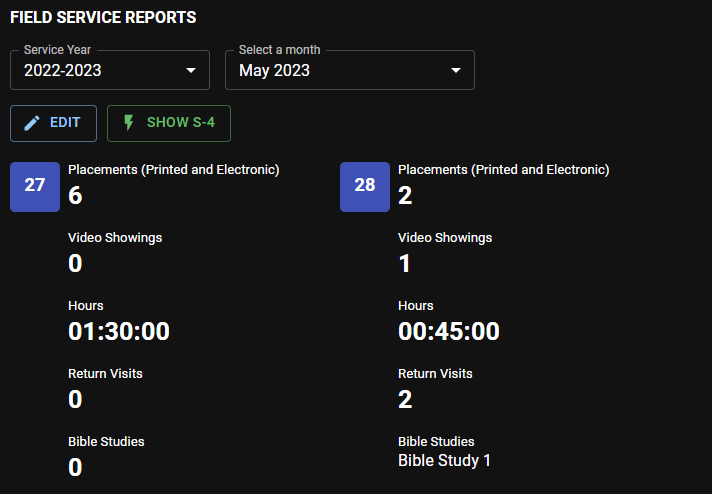 FIELD SERVICE REPORTS
Service Year
2022-2023
Select a month
May 2023
EDIT
SHOW S-4
27
Placements (Printed and Electronic)
6
Video Showings
0
Hours
01:30:00
Return Visits
0
Bible Studies
0
28
Placements (Printed and Electronic)
2
Video Showings
1
Hours
00:45:00
Return Visits
2
Bible Studies
Bible Study 1